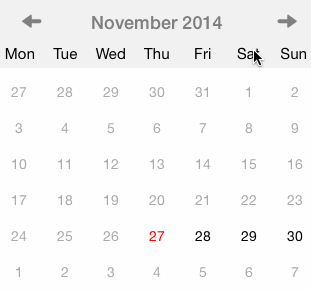 November 2014
Mon Tue Wed Thu Fri Sat Sun
27 28 29 30 31 1 2
3 4 5 6 7 8 9
10 11 12 13 14 15 16
17 18 19 20 21 22 23
24 25 26 27 28 29 30
1 2 3 4 5 6 7